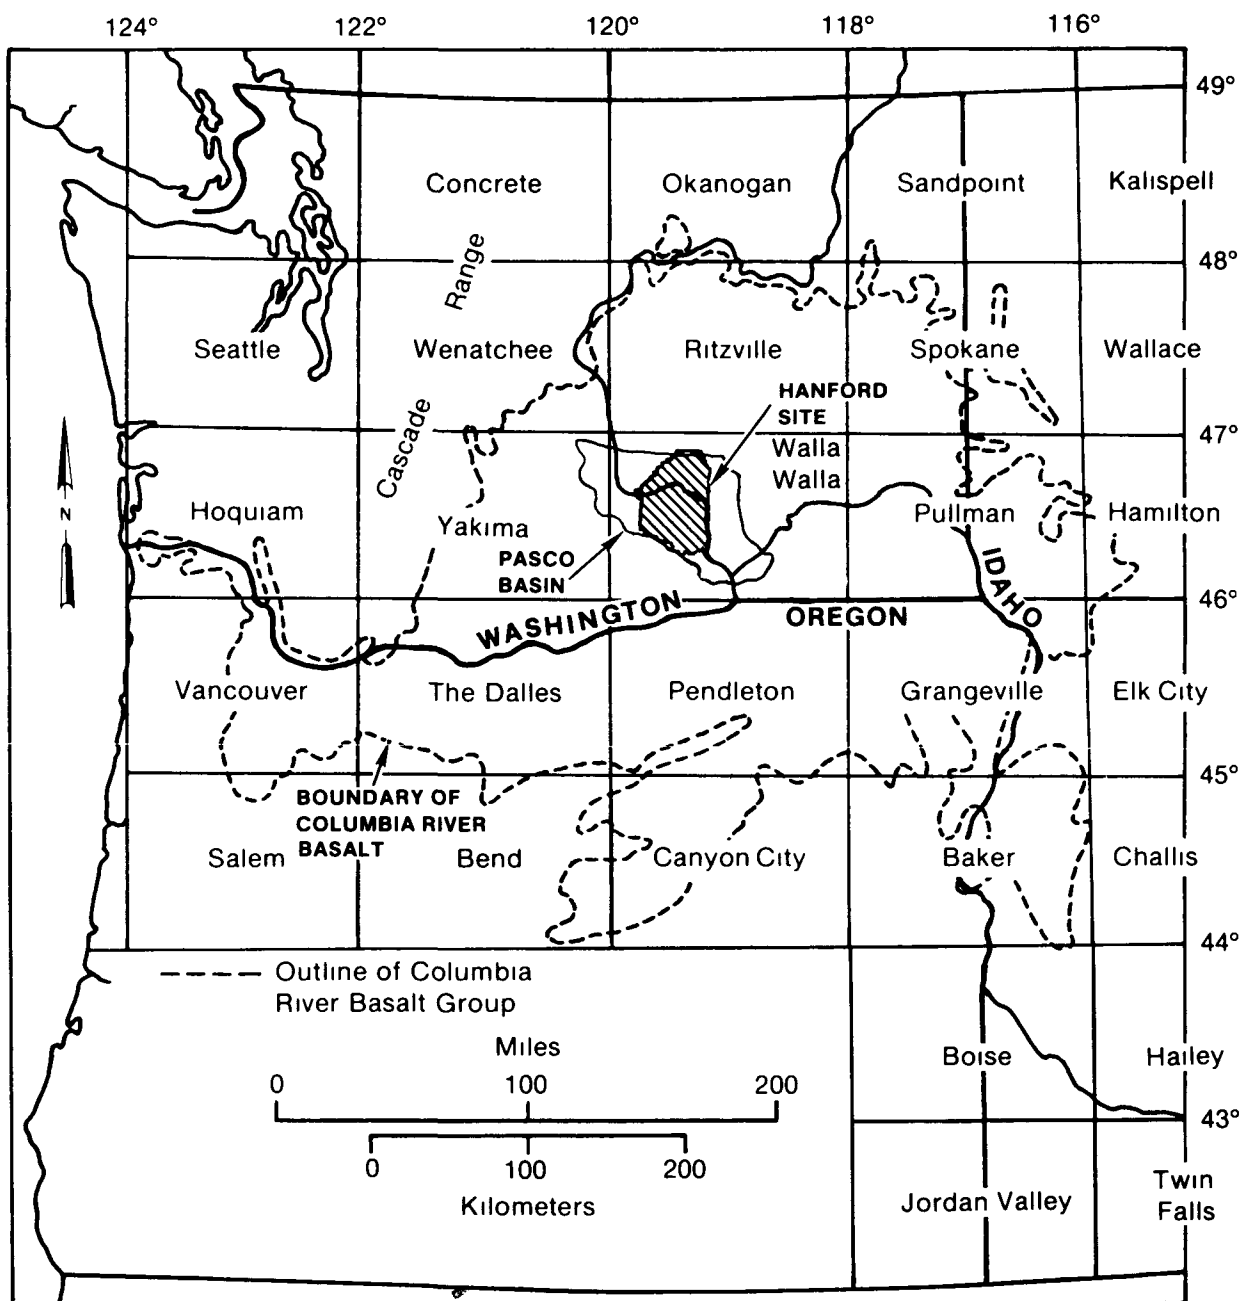 124° 122° 120° 118° 116°
49°
Concrete Okanogan Sandpoint Kalispell
Range
48°
Seattle Wenatchee Ritzville Spokane Wallace
HANFORD
SITE
Cascade
47°
Walla
Walla
N
Hoquiam Yakima Pullman Hamilton
PASCO
BASIN
IDAHO
46°
WASHINGTON OREGON
Vancouver The Dalles Pendleton Grangeville Elk City
45°
BOUNDARY OF
COLUMBIA RIVER
BASALT
Salem Bend Canyon City Baker Challis
44°
Outline of Columbia
River Basalt Group
Miles
0 100 200
Boise Hailey
43°
0 100 200
Kilometers
Jordan Valley
Twin
Falls